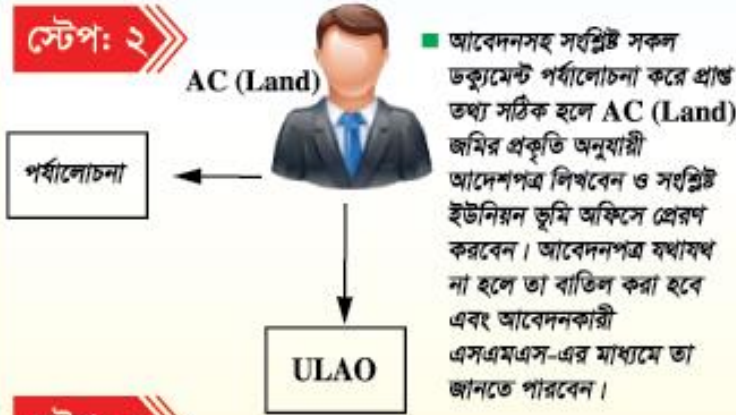 স্টেপ: ২
AC (Land)
পর্যালোচনা
ULAO
আবেদনসহ সংশ্লিষ্ট সকল
ডক্যুমেন্ট পর্যালোচনা করে প্রাপ্ত
তথ্য সঠিক হলে AC (Land)
জমির প্রকৃতি অনুযায়ী
আদেশপত্র লিখবেন ও সংশ্লিষ্ট
ইউনিয়ন ভূমি অফিসে প্রেরণ
করবেন। আবেদনপত্র যথাযথ
না হলে তা বাতিল করা হবে
এবং আবেদনকারী
এসএমএস-এর মাধ্যমে তা
জানতে পারবেন।